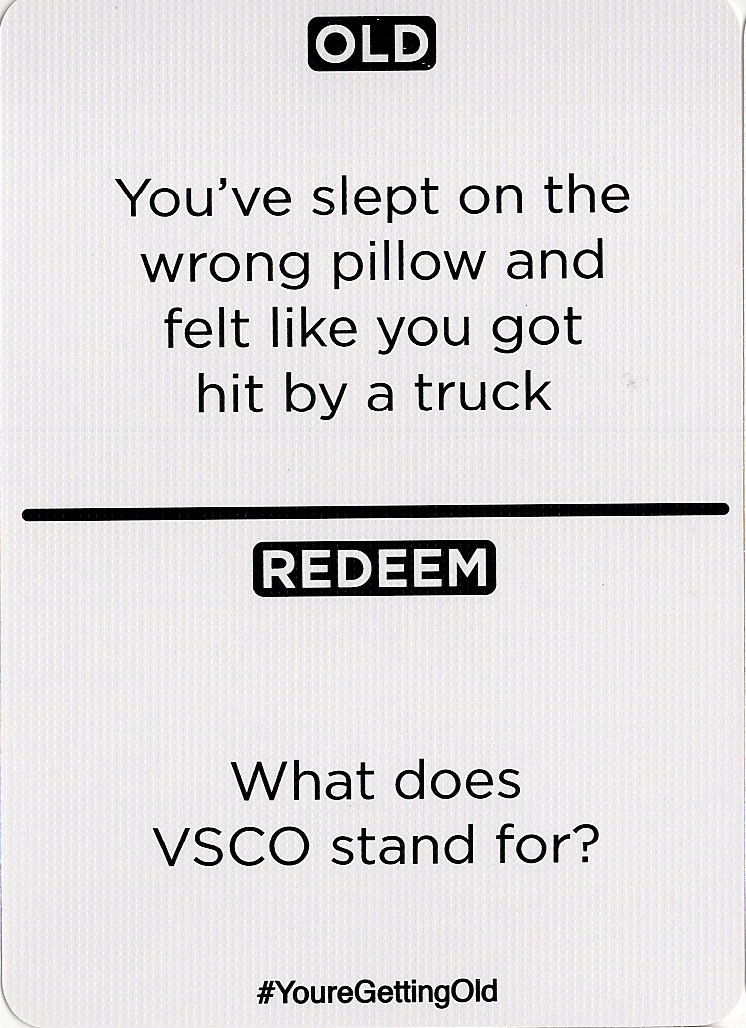 OLD
You’ve slept on the
wrong pillow and
felt like you got
hit by a truck
REDEEM
What does
VSCO stand for?
#YoureGettingOld